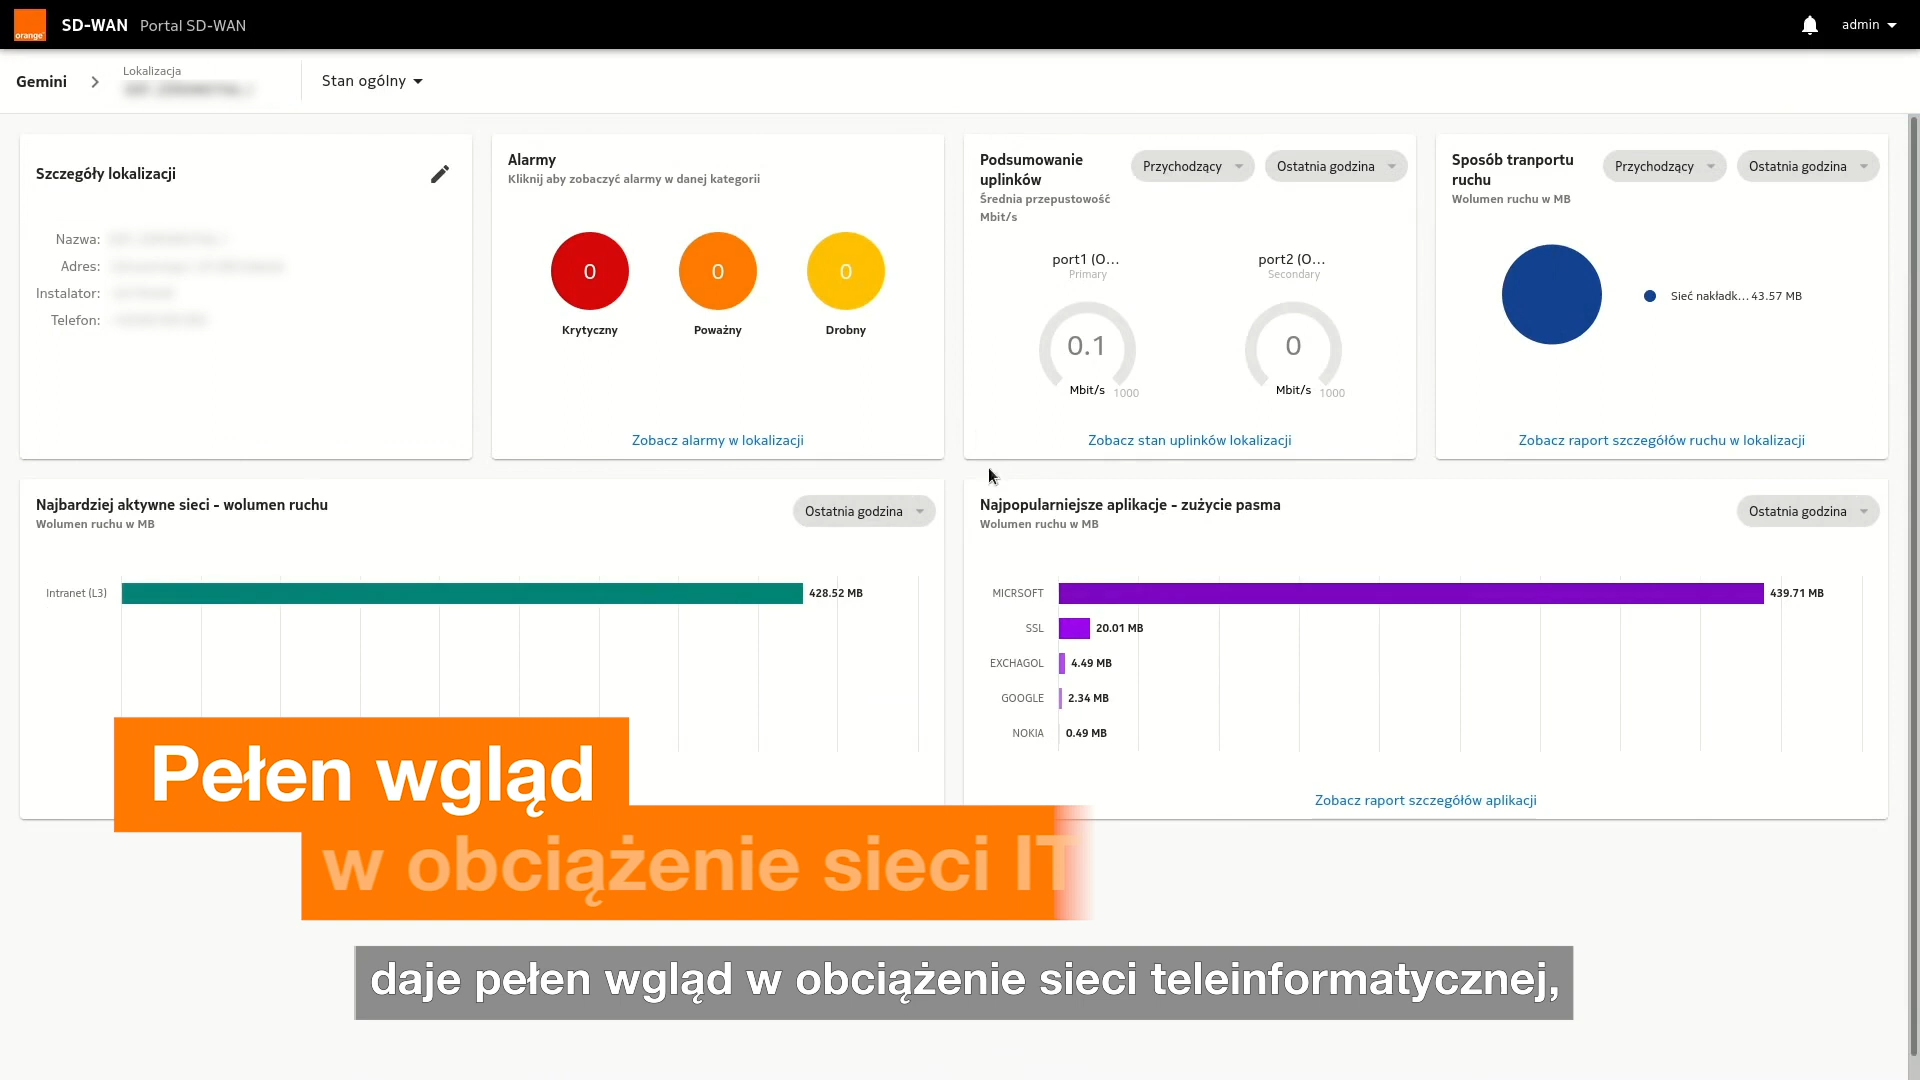 orange
SD-WAN Portal SD-WAN
admin
Gemini
Lokalizacja
Stan ogólny
Szczegóły lokalizacji
Nazwa:
Adres:
Instalator:
Telefon:
Alarmy
Kliknij aby zobaczyć alarmy w danej kategorii
0 0 0
Krytyczny Poważny Drobny
Zobacz alarmy w lokalizacji
Podsumowanie
uplinków
Średnia przepustowość
Mbit/s
Przychodzący Ostatnia godzina
port1 (O... port2 (O...
Primary Secondary
0.1 0
Mbit/s 1000 Mbit/s 1000
Zobacz stan uplinków lokalizacji
Sposób tranportu
ruchu
Wolumen ruchu w MB
Przychodzący Ostatnia godzina
Sieć nakładk... 43.57 MB
Zobacz raport szczegółów ruchu w lokalizacji
Najbardziej aktywne sieci - wolumen ruchu
Wolumen ruchu w MB
Ostatnia godzina
Intranet (L3) 428.52 MB
Najpopularniejsze aplikacje - zużycie pasma
Wolumen ruchu w MB
Ostatnia godzina
MICRSOFT 439.71 MB
SSL 20.01 MB
EXCHAGOL 4.49 MB
GOOGLE 2.34 MB
NOKIA 0.49 MB
Zobacz raport szczegółów aplikacji
Pełen wgląd
w obciążenie sieci IT
daje pełen wgląd w obciążenie sieci teleinformatycznej,